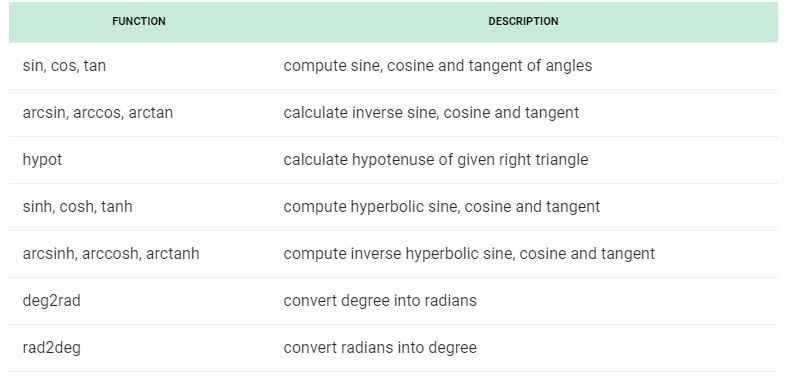 FUNCTION DESCRIPTION
sin, cos, tan compute sine, cosine and tangent of angles
arcsin, arccos, arctan calculate inverse sine, cosine and tangent
hypot calculate hypotenuse of given right triangle
sinh, cosh, tanh compute hyperbolic sine, cosine and tangent
arcsinh, arccosh, arctanh compute inverse hyperbolic sine, cosine and tangent
deg2rad convert degree into radians
rad2deg convert radians into degree